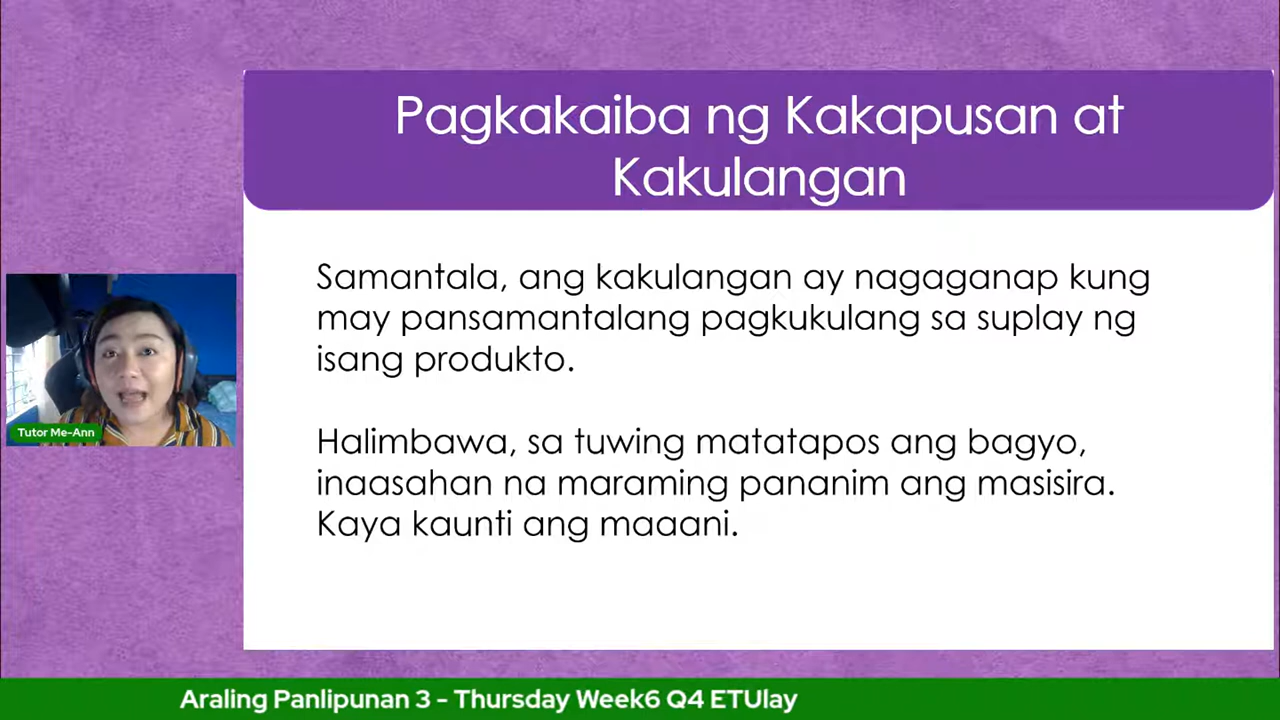 Pagkakaiba ng Kakapusan at
Kakulangan
Samantala, ang kakulangan ay nagaganap kung
may pansamantalang pagkukulang sa suplay ng
isang produkto.
Halimbawa, sa tuwing matatapos ang bagyo,
inaasahan na maraming pananim ang masisira.
Kaya kaunti ang maaani.
Tutor Me-Ann
Araling Panlipunan 3 - Thursday Week6 Q4 ETUlay